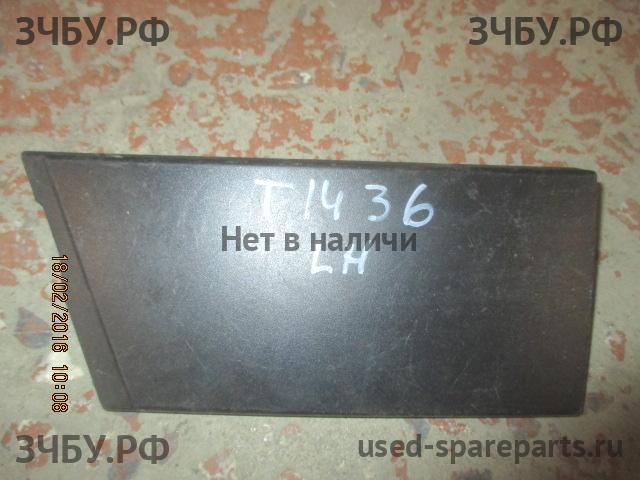 ЗЧБУ.РФ ЗЧБУ.РФ
T1436
Нет в наличи
LH
18/02/2016 10:08
ЗЧБУ.РФ used-spareparts.ru